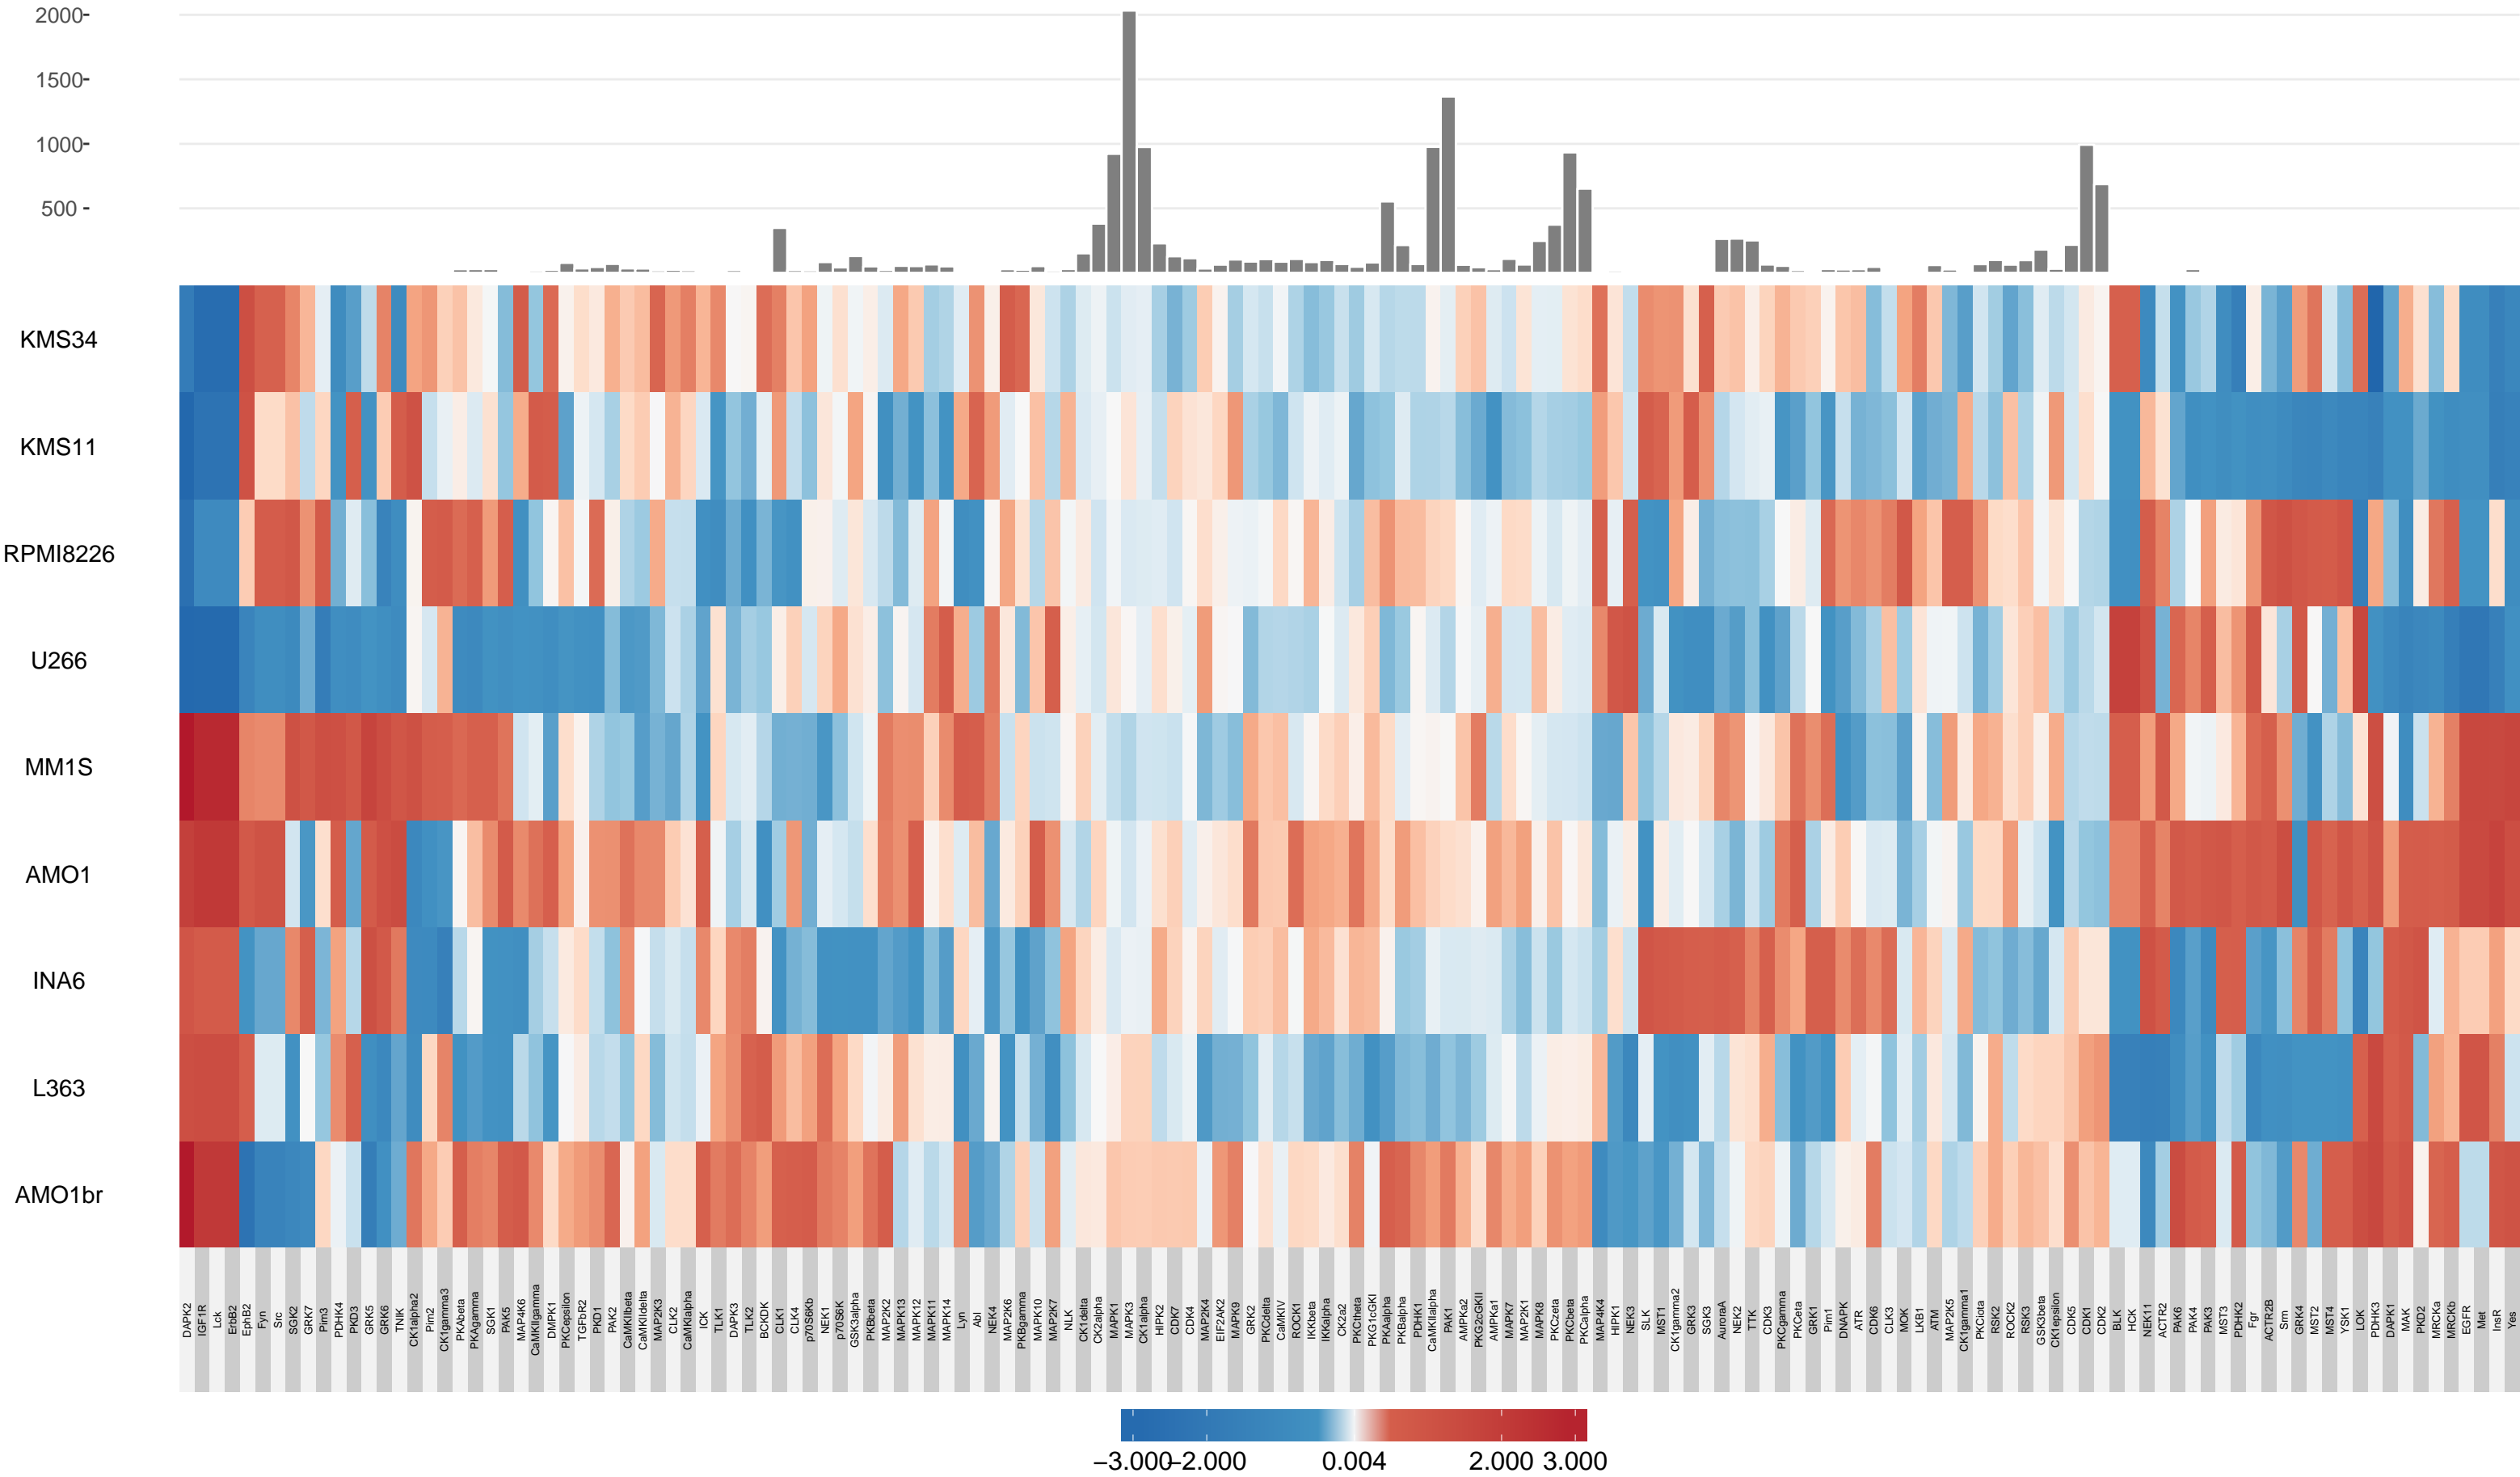 2000
1500
1000
500
KMS34
KMS11
RPMI8226
U266
MM1S
AMO1
INA6
L363
AMO1br
DAPK2
IGF1R
Lck
ErbB2
EphB2
Fyn
Src
SGK2
GRK7
Pim3
PDHK4
PKD3
GRK5
GRK6
TNIK
CK1alpha2
Pim2
CK1gamma3
PKAbeta
PKAgamma
SGK1
PAK5
MAP4K6
CaMKIIgamma
DMPK1
PKCepsilon
TGFbR2
PKD1
PAK2
CaMKIIbeta
CaMKIIdelta
MAP2K3
CLK2
CaMKIalpha
ICK
TLK1
DAPK3
TLK2
BCKDK
CLK1
CLK4
p70S6Kb
NEK1
p70S6K
GSK3alpha
PKBbeta
MAP2K2
MAPK13
MAPK12
MAPK11
MAPK14
Lyn
Abl
NEK4
MAP2K6
PKBgamma
MAPK10
MAP2K7
NLK
CK1delta
CK2alpha
MAPK1
MAPK3
CK1alpha
HIPK2
CDK7
CDK4
MAP2K4
EIF2AK2
MAPK9
GRK2
PKCdelta
CaMKIV
ROCK1
IKKbeta
IKKalpha
CK2a2
PKCtheta
PKG1cGKI
PKAalpha
PKBalpha
PDHK1
CaMKIIalpha
PAK1
AMPKa2
PKG2cGKII
AMPKa1
MAPK7
MAP2K1
MAPK8
PKCzeta
PKCbeta
PKCalpha
MAP4K4
HIPK1
NEK3
SLK
MST1
CK1gamma2
GRK3
SGK3
AuroraA
NEK2
TTK
CDK3
PKCgamma
PKCeta
GRK1
Pim1
DNAPK
ATR
CDK6
CLK3
MOK
LKB1
ATM
MAP2K5
CK1gamma1
PKCiota
RSK2
ROCK2
RSK3
GSK3beta
CK1epsilon
CDK5
CDK1
CDK2
BLK
HCK
NEK11
ACTR2
PAK6
PAK4
PAK3
MST3
PDHK2
Fgr
ACTR2B
Srm
GRK4
MST2
MST4
YSK1
LOK
PDHK3
DAPK1
MAK
PKD2
MRCKa
MRCKb
EGFR
Met
InsR
Yes
−3.000 −2.000 0.004 2.000 3.000